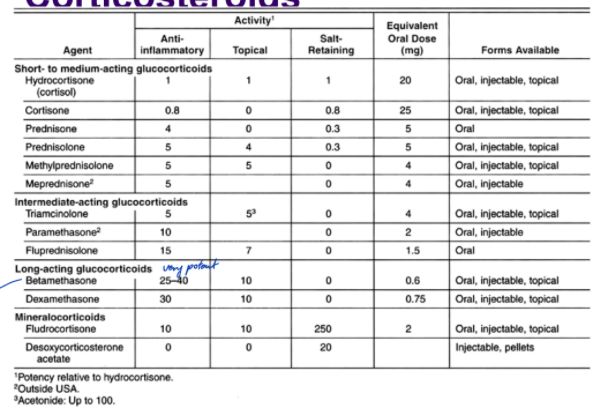 Corticosteroids
Activity¹
Agent Anti-inflammatory Topical Salt-Retaining Equivalent Oral Dose (mg) Forms Available
Short- to medium-acting glucocorticoids
Hydrocortisone (cortisol) 1 1 1 20 Oral, injectable, topical
Cortisone 0.8 0 0.8 25 Oral, injectable, topical
Prednisone 4 0 0.3 5 Oral
Prednisolone 5 4 0.3 5 Oral, injectable, topical
Methylprednisolone 5 5 0 4 Oral, injectable, topical
Meprednisone² 5 0 4 Oral, injectable
Intermediate-acting glucocorticoids
Triamcinolone 5 5³ 0 4 Oral, injectable, topical
Paramethasone² 10 0 2 Oral, injectable
Fluprednisolone 15 7 0 1.5 Oral
Long-acting glucocorticoids very potent
Betamethasone 25–40 10 0 0.6 Oral, injectable, topical
Dexamethasone 30 10 0 0.75 Oral, injectable, topical
Mineralocorticoids
Fludrocortisone 10 10 250 2 Oral, injectable, topical
Desoxycorticosterone acetate 0 0 20 Injectable, pellets
¹Potency relative to hydrocortisone.
²Outside USA.
³Acetonide: Up to 100.